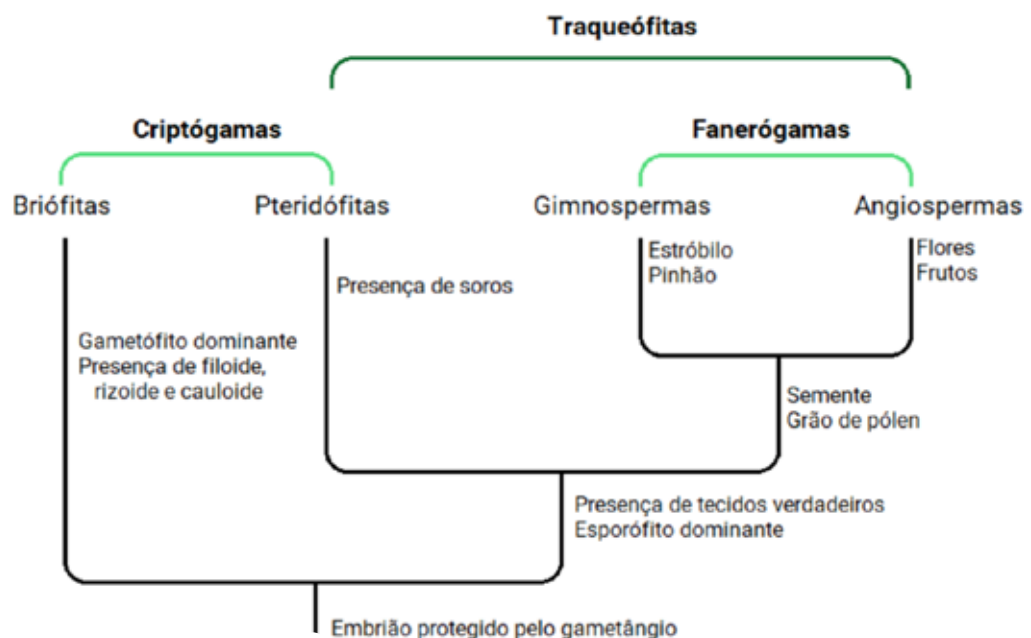 Traqueófitas
Criptógamas
Fanerógamas
Briófitas
Pteridófitas
Gimnospermas
Angiospermas
Estróbilo
Pinhão
Flores
Frutos
Presença de soros
Gametófito dominante
Presença de filoide,
rizoide e cauloide
Semente
Grão de pólen
Presença de tecidos verdadeiros
Esporófito dominante
Embrião protegido pelo gametângio